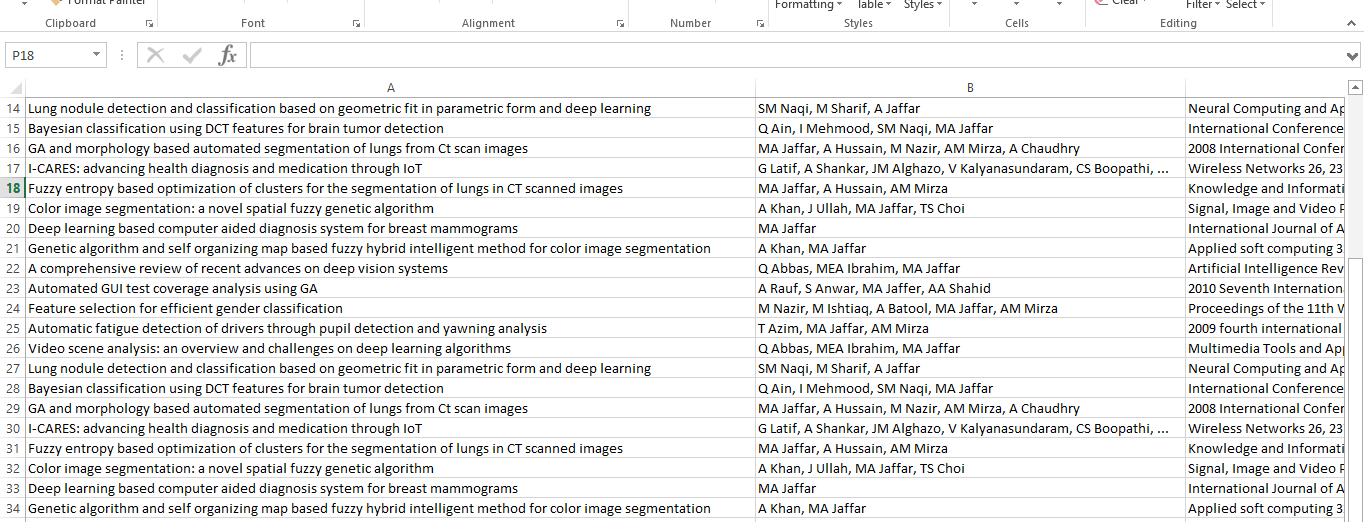 Format Painter Formatting Table Styles Clear Filter Select
Clipboard Font Alignment Number Styles Cells Editing
P18 fx
A B
14 Lung nodule detection and classification based on geometric fit in parametric form and deep learning SM Naqi, M Sharif, A Jaffar Neural Computing and Ap
15 Bayesian classification using DCT features for brain tumor detection Q Ain, I Mehmood, SM Naqi, MA Jaffar International Conference
16 GA and morphology based automated segmentation of lungs from Ct scan images MA Jaffar, A Hussain, M Nazir, AM Mirza, A Chaudhry 2008 International Confer
17 I-CARES: advancing health diagnosis and medication through IoT G Latif, A Shankar, JM Alghazo, V Kalyanasundaram, CS Boopathi, ... Wireless Networks 26, 23
18 Fuzzy entropy based optimization of clusters for the segmentation of lungs in CT scanned images MA Jaffar, A Hussain, AM Mirza Knowledge and Informati
19 Color image segmentation: a novel spatial fuzzy genetic algorithm A Khan, J Ullah, MA Jaffar, TS Choi Signal, Image and Video P
20 Deep learning based computer aided diagnosis system for breast mammograms MA Jaffar International Journal of A
21 Genetic algorithm and self organizing map based fuzzy hybrid intelligent method for color image segmentation A Khan, MA Jaffar Applied soft computing 3
22 A comprehensive review of recent advances on deep vision systems Q Abbas, MEA Ibrahim, MA Jaffar Artificial Intelligence Rev
23 Automated GUI test coverage analysis using GA A Rauf, S Anwar, MA Jaffer, AA Shahid 2010 Seventh Internation
24 Feature selection for efficient gender classification M Nazir, M Ishtiaq, A Batool, MA Jaffar, AM Mirza Proceedings of the 11th W
25 Automatic fatigue detection of drivers through pupil detection and yawning analysis T Azim, MA Jaffar, AM Mirza 2009 fourth international
26 Video scene analysis: an overview and challenges on deep learning algorithms Q Abbas, MEA Ibrahim, MA Jaffar Multimedia Tools and App
27 Lung nodule detection and classification based on geometric fit in parametric form and deep learning SM Naqi, M Sharif, A Jaffar Neural Computing and Ap
28 Bayesian classification using DCT features for brain tumor detection Q Ain, I Mehmood, SM Naqi, MA Jaffar International Conference
29 GA and morphology based automated segmentation of lungs from Ct scan images MA Jaffar, A Hussain, M Nazir, AM Mirza, A Chaudhry 2008 International Confer
30 I-CARES: advancing health diagnosis and medication through IoT G Latif, A Shankar, JM Alghazo, V Kalyanasundaram, CS Boopathi, ... Wireless Networks 26, 23
31 Fuzzy entropy based optimization of clusters for the segmentation of lungs in CT scanned images MA Jaffar, A Hussain, AM Mirza Knowledge and Informati
32 Color image segmentation: a novel spatial fuzzy genetic algorithm A Khan, J Ullah, MA Jaffar, TS Choi Signal, Image and Video P
33 Deep learning based computer aided diagnosis system for breast mammograms MA Jaffar International Journal of A
34 Genetic algorithm and self organizing map based fuzzy hybrid intelligent method for color image segmentation A Khan, MA Jaffar Applied soft computing 3